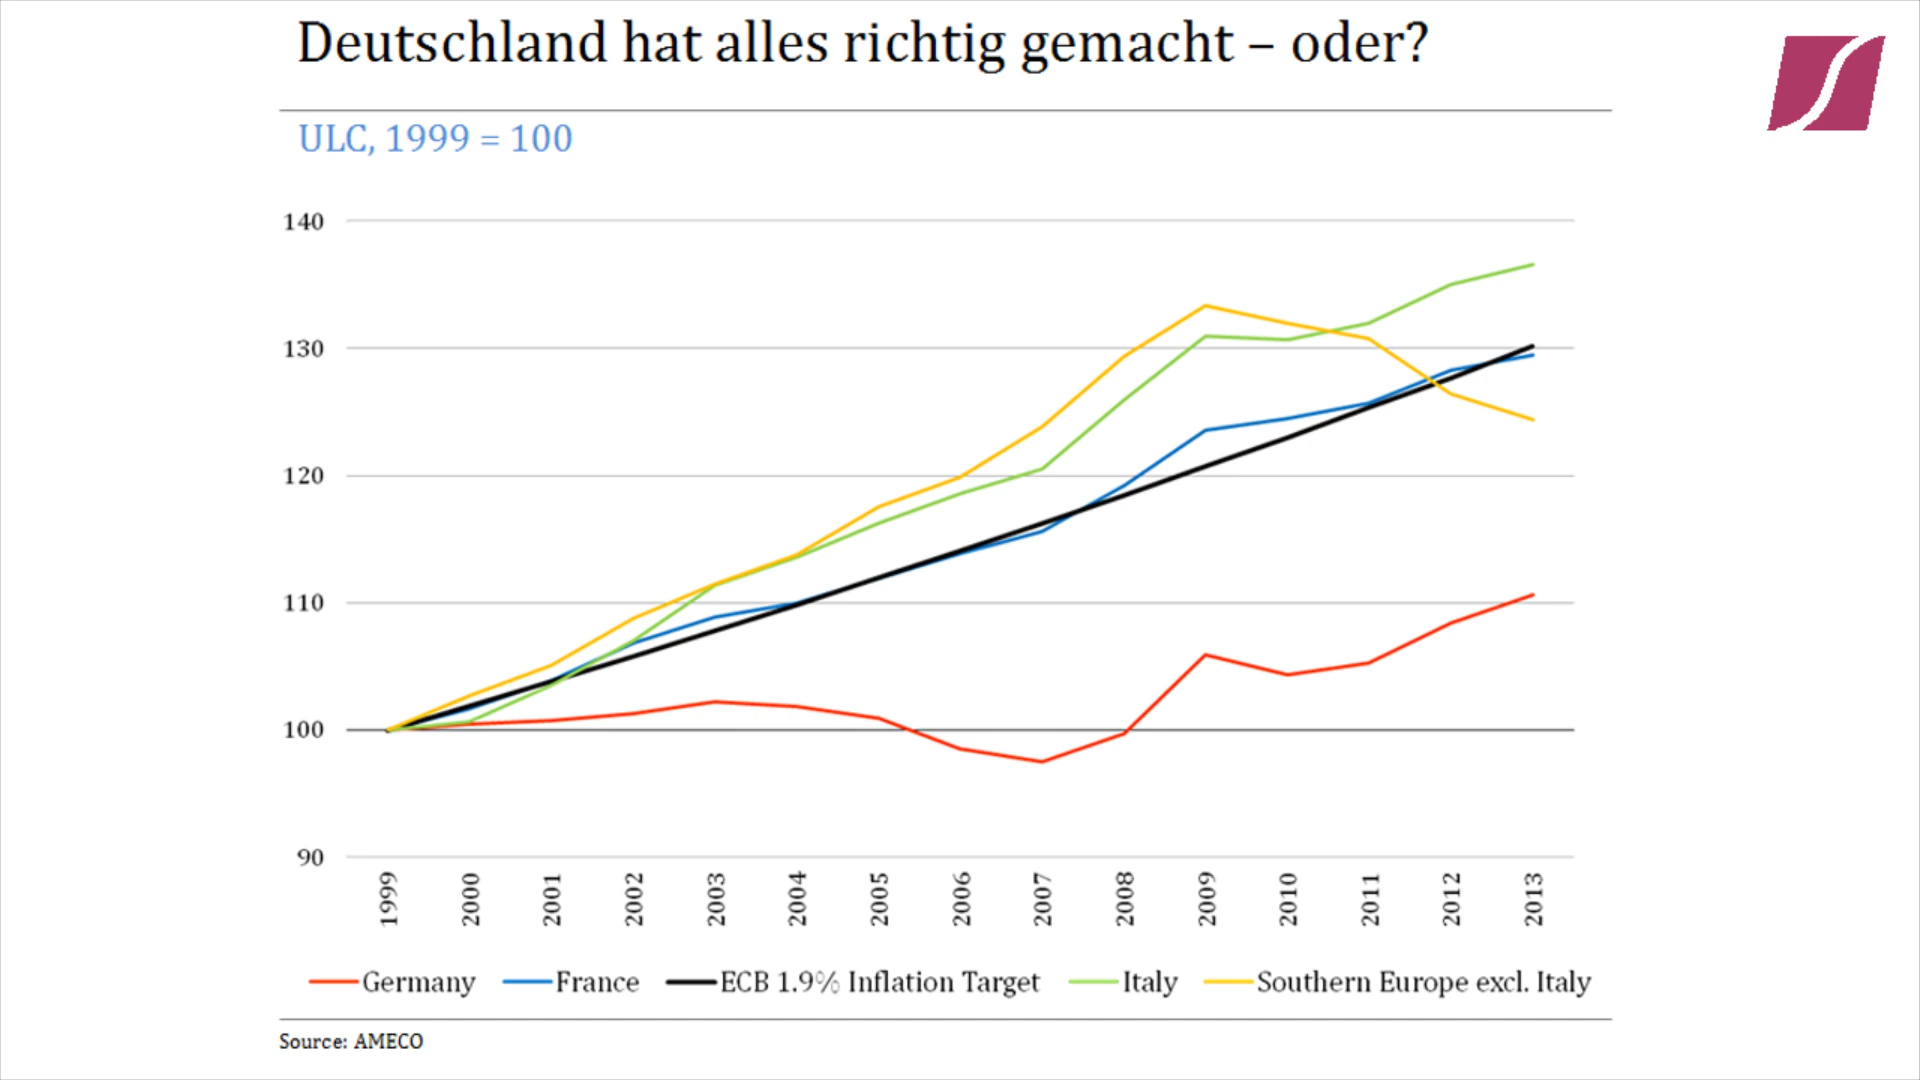 Deutschland hat alles richtig gemacht – oder?
ULC, 1999 = 100
140
130
120
110
100
90
1999 2000 2001 2002 2003 2004 2005 2006 2007 2008 2009 2010 2011 2012 2013
Germany France ECB 1.9% Inflation Target Italy Southern Europe excl. Italy
Source: AMECO